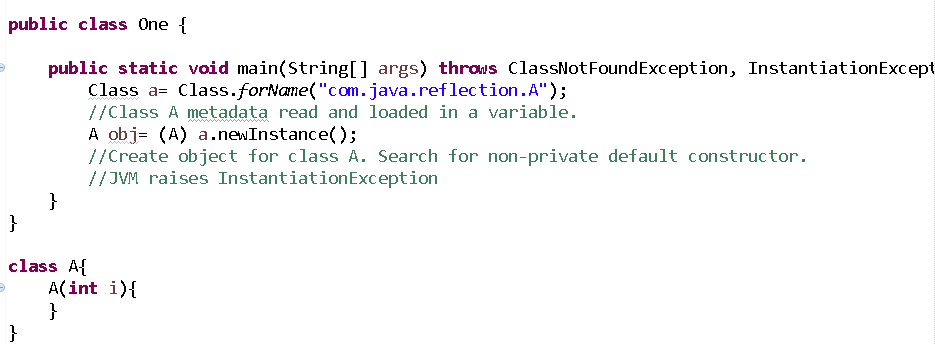 public class One {
public static void main(String[] args) throws ClassNotFoundException, InstantiationExcept
Class a= Class.forName("com.java.reflection.A");
//Class A metadata read and loaded in a variable.
A obj= (A) a.newInstance();
//Create object for class A. Search for non-private default constructor.
//JVM raises InstantiationException
}
}
class A{
A(int i){
}
}